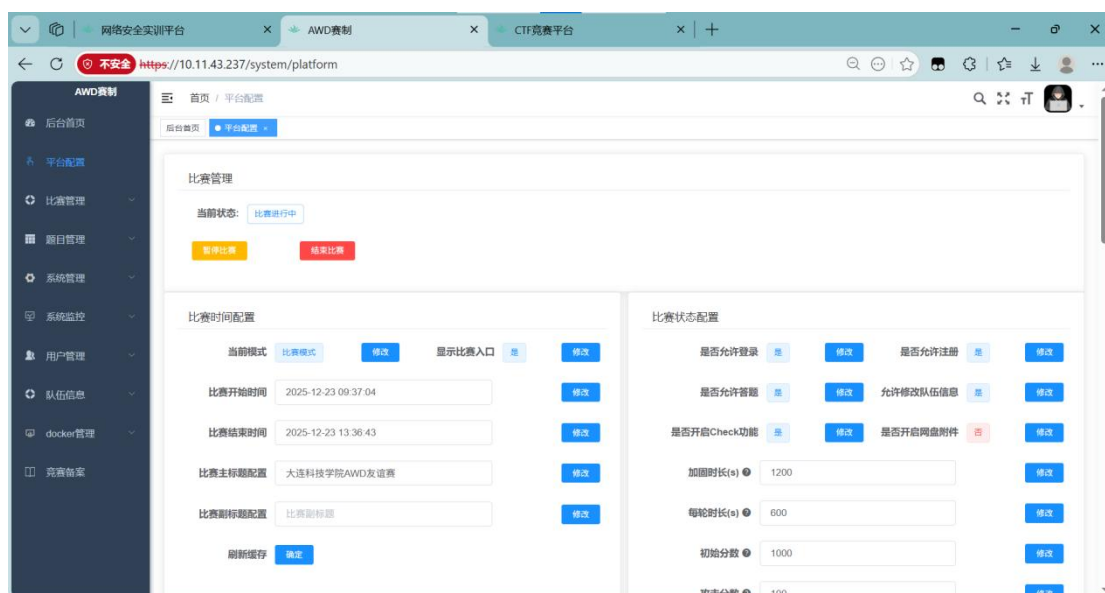 网络安全实训平台 AWD赛制 CTF竞赛平台
不安全 https://10.11.43.237/system/platform
AWD赛制 首页 / 平台配置
后台首页 后台首页 平台配置 ×
平台配置
比赛管理
比赛管理
当前状态: 比赛进行中
题目管理
暂停比赛 结束比赛
系统管理
系统监控 比赛时间配置 比赛状态配置
用户管理 当前模式 比赛模式 修改 显示比赛入口 是 修改 是否允许登录 是 修改 是否允许注册 是 修改
队伍信息 比赛开始时间 2025-12-23 09:37:04 修改 是否允许答题 是 修改 允许修改队伍信息 是 修改
docker管理 比赛结束时间 2025-12-23 13:36:43 修改 是否开启Check功能 是 修改 是否开启网盘附件 否 修改
竞赛备案 比赛主标题配置 大连科技学院AWD友谊赛 修改 加固时长(s) 1200 修改
比赛副标题配置 比赛副标题 修改 每轮时长(s) 600 修改
刷新缓存 确定 初始分数 1000 修改